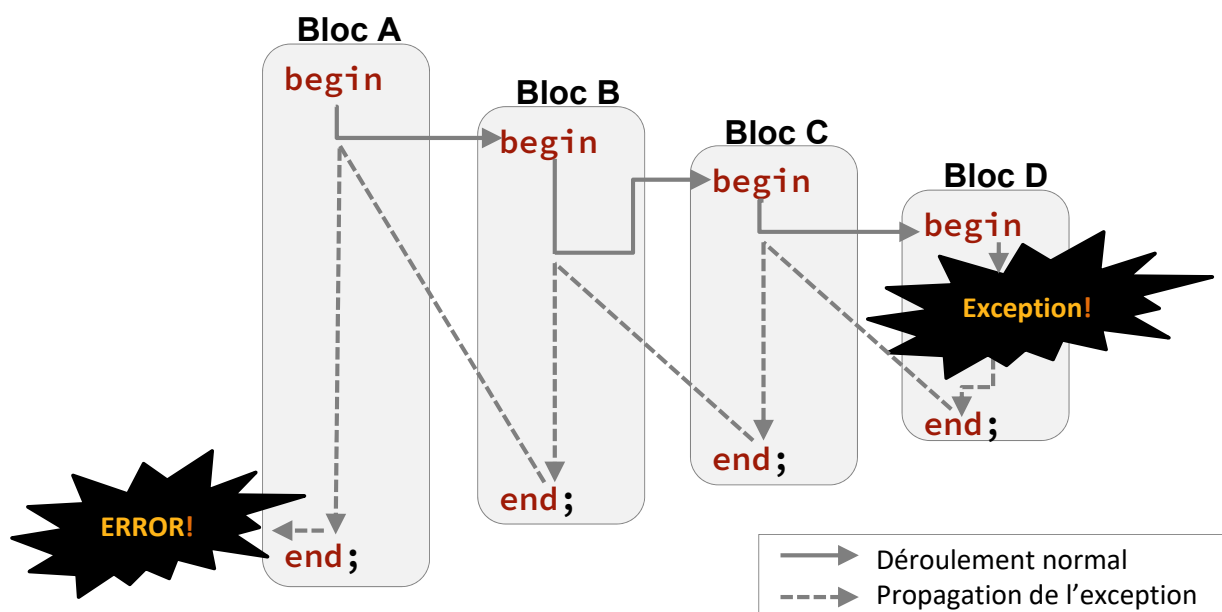 Bloc A
begin
Bloc B
begin
Bloc C
begin
Bloc D
begin
Exception!
end;
end;
end;
ERROR!
end;
Déroulement normal
Propagation de l’exception